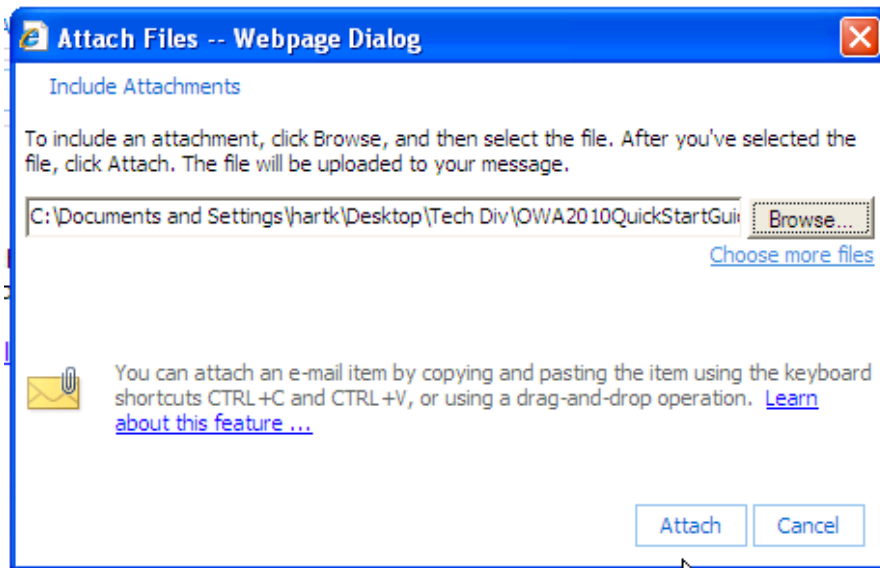 Attach Files -- Webpage Dialog
Include Attachments
To include an attachment, click Browse, and then select the file. After you've selected the
file, click Attach. The file will be uploaded to your message.
C:\Documents and Settings\hartk\Desktop\Tech Div\OWA2010QuickStartGui
Browse...
Choose more files
You can attach an e-mail item by copying and pasting the item using the keyboard
shortcuts CTRL+C and CTRL+V, or using a drag-and-drop operation. Learn
about this feature ...
Attach Cancel